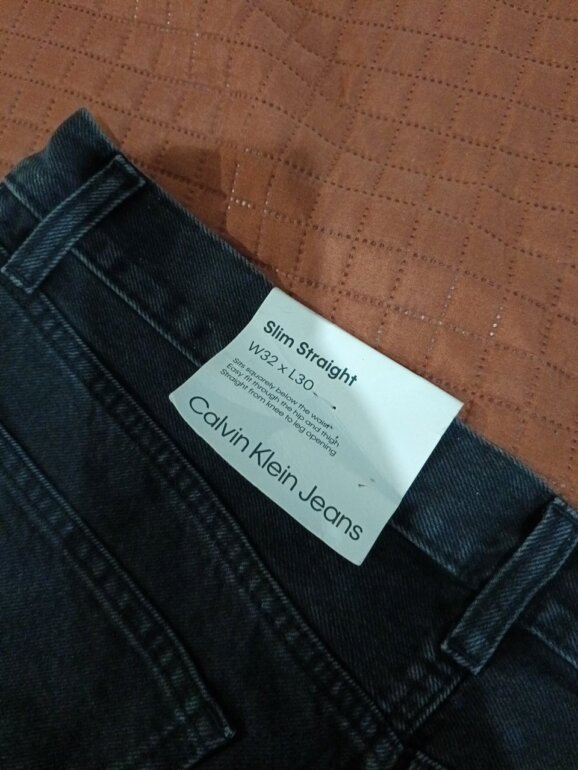 Slim Straight
W32 x L30
Sits squarely below the waist.
Easy fit through the hip and thigh
Straight from knee to leg opening
Calvin Klein Jeans